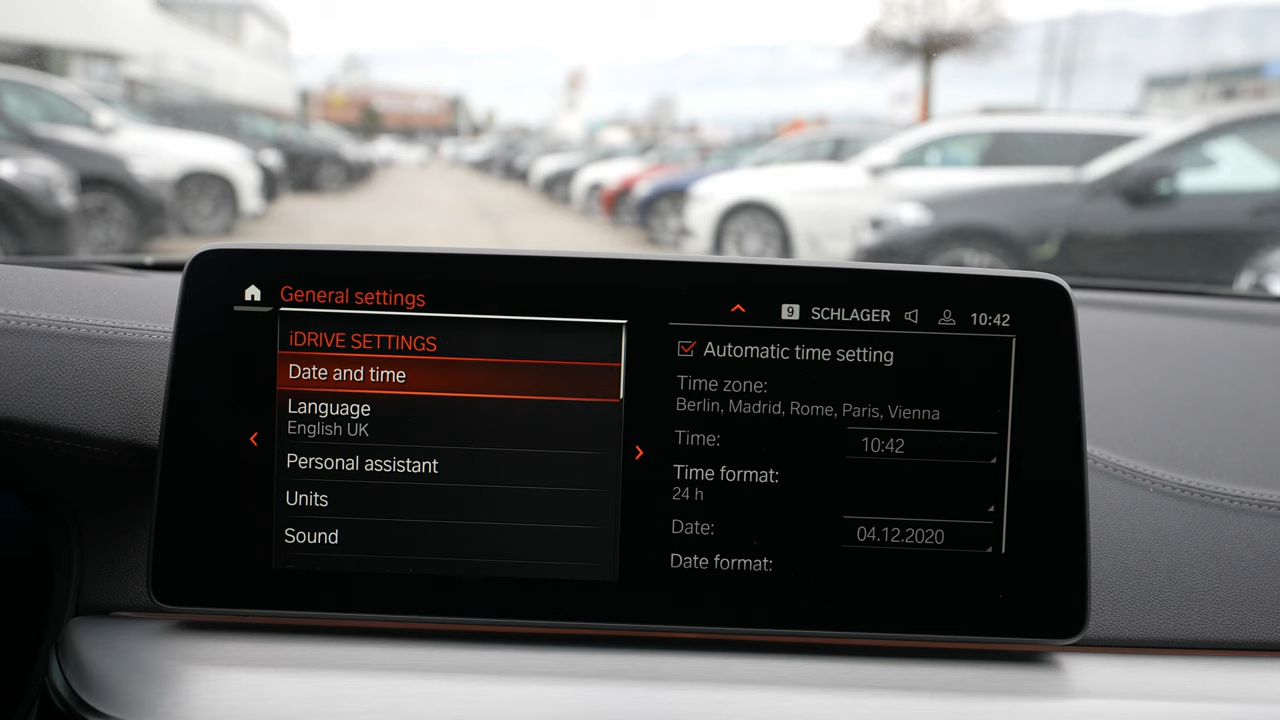 General settings
9 SCHLAGER 10:42
iDRIVE SETTINGS
Date and time
Language
English UK
Personal assistant
Units
Sound
Automatic time setting
Time zone:
Berlin, Madrid, Rome, Paris, Vienna
Time: 10:42
Time format:
24 h
Date: 04.12.2020
Date format: